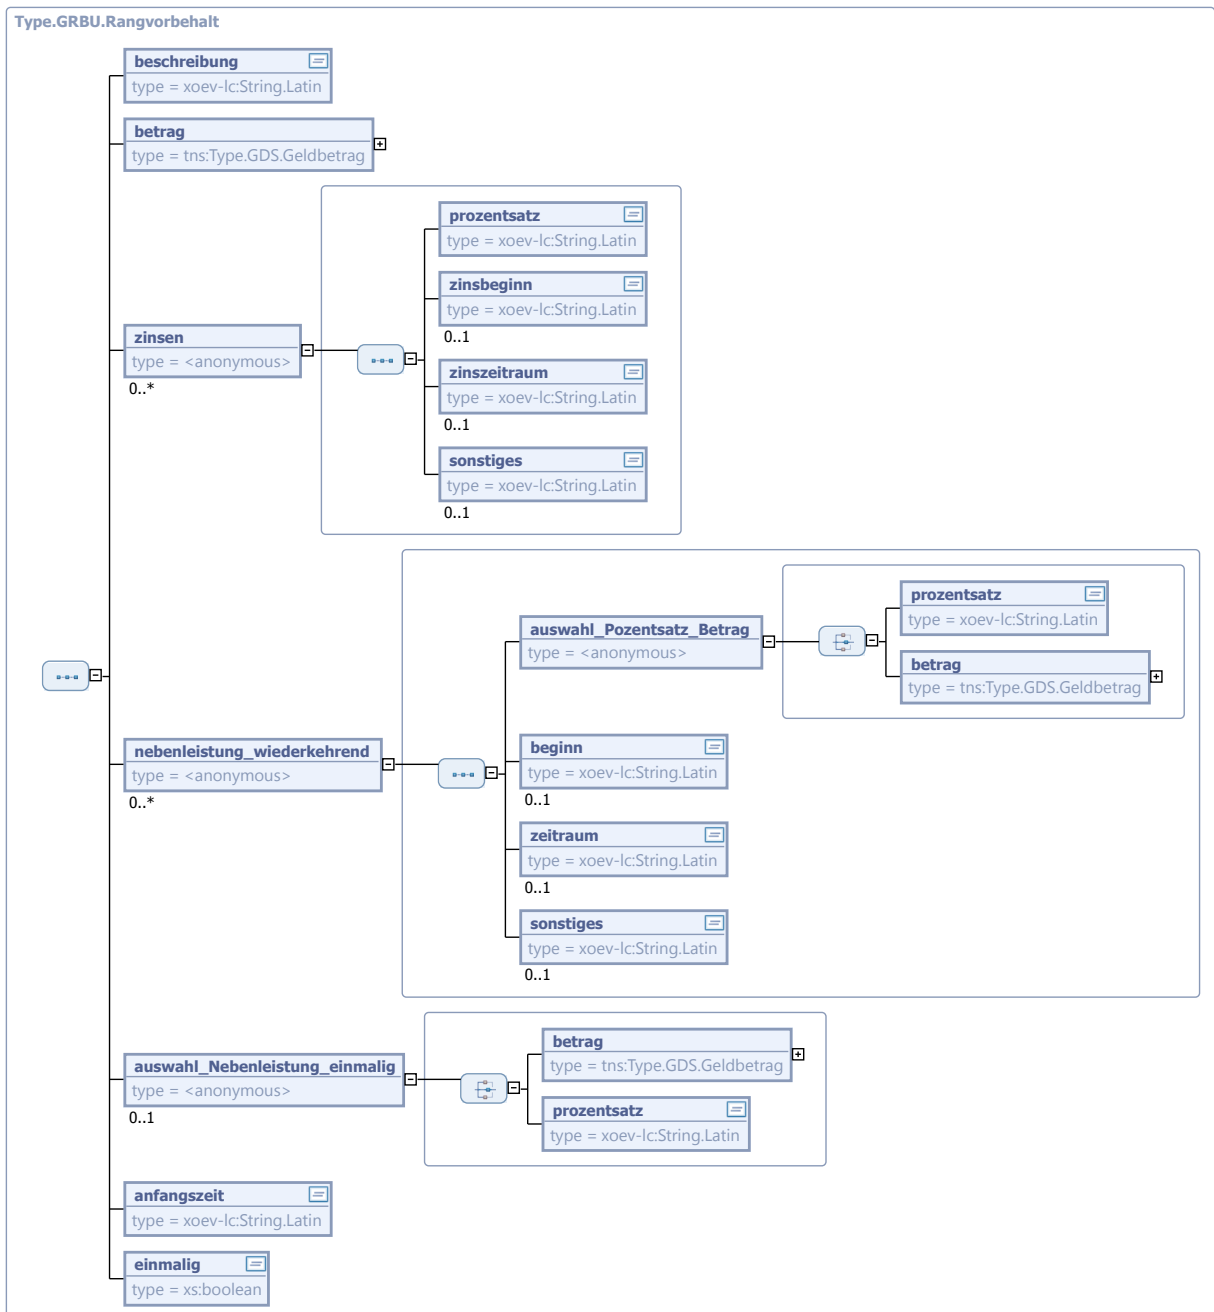 Type.GRBU.Rangvorbehalt
beschreibung
type = xoev-lc:String.Latin
betrag
type = tns:Type.GDS.Geldbetrag
zinsen
type = <anonymous>
0..*
prozentsatz
type = xoev-lc:String.Latin
zinsbeginn
type = xoev-lc:String.Latin
0..1
zinszeitraum
type = xoev-lc:String.Latin
0..1
sonstiges
type = xoev-lc:String.Latin
0..1
nebenleistung_wiederkehrend
type = <anonymous>
0..*
auswahl_Pozentsatz_Betrag
type = <anonymous>
prozentsatz
type = xoev-lc:String.Latin
betrag
type = tns:Type.GDS.Geldbetrag
beginn
type = xoev-lc:String.Latin
0..1
zeitraum
type = xoev-lc:String.Latin
0..1
sonstiges
type = xoev-lc:String.Latin
0..1
auswahl_Nebenleistung_einmalig
type = <anonymous>
0..1
betrag
type = tns:Type.GDS.Geldbetrag
prozentsatz
type = xoev-lc:String.Latin
anfangszeit
type = xoev-lc:String.Latin
einmalig
type = xs:boolean